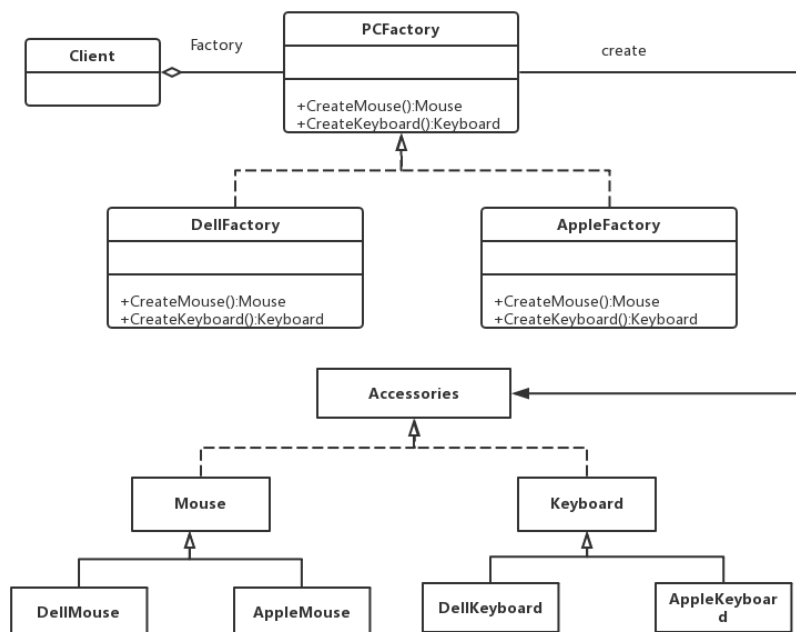 PCFactory
Factory
create
Client
+CreateMouse():Mouse
+CreateKeyboard():Keyboard
DellFactory
AppleFactory
+CreateMouse():Mouse
+CreateKeyboard():Keyboard
+CreateMouse():Mouse
+CreateKeyboard():Keyboard
Accessories
Mouse
Keyboard
DellMouse
AppleMouse
DellKeyboard
AppleKeyboar
d